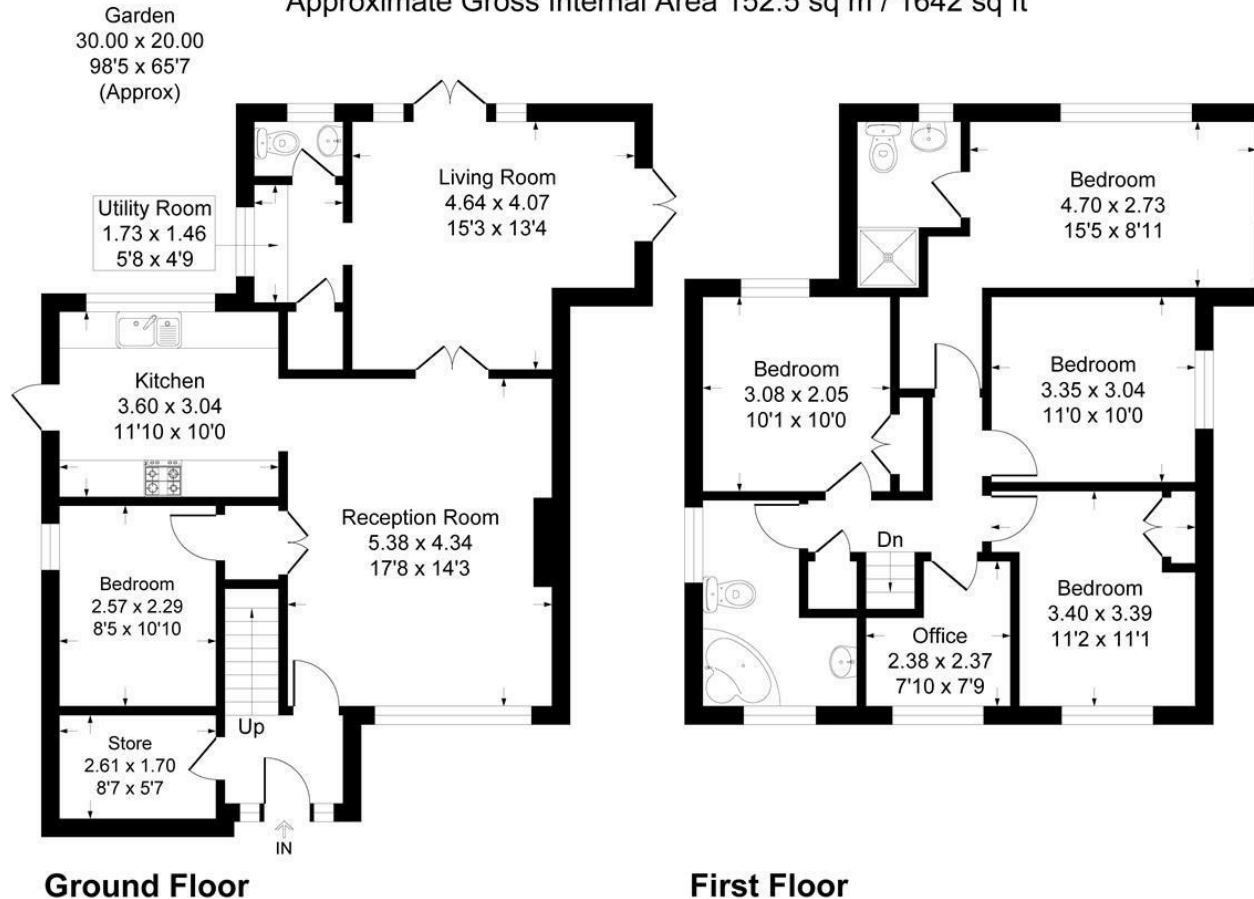 Approximate Gross Internal Area 152.5 sq m / 1642 sq ft
Garden
30.00 x 20.00
98'5 x 65'7
(Approx)
Utility Room
1.73 x 1.46
5'8 x 4'9
Living Room
4.64 x 4.07
15'3 x 13'4
Kitchen
3.60 x 3.04
11'10 x 10'0
Reception Room
5.38 x 4.34
17'8 x 14'3
Bedroom
2.57 x 2.29
8'5 x 10'10
Up
Store
2.61 x 1.70
8'7 x 5'7
IN
Ground Floor
Bedroom
4.70 x 2.73
15'5 x 8'11
Bedroom
3.08 x 2.05
10'1 x 10'0
Bedroom
3.35 x 3.04
11'0 x 10'0
Dn
Bedroom
3.40 x 3.39
11'2 x 11'1
Office
2.38 x 2.37
7'10 x 7'9
First Floor